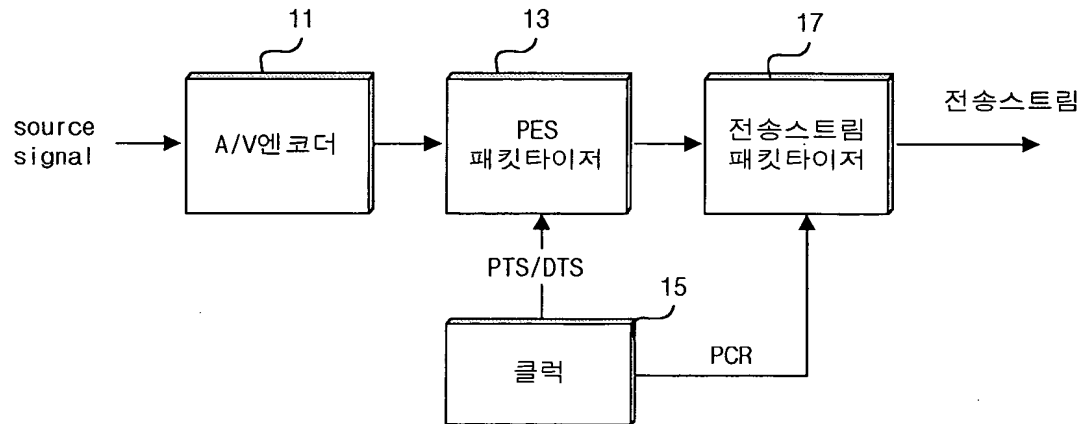 11
13
17
source
signal
A/V엔코더
PES
패킷타이저
전송스트림
패킷타이저
전송스트림
PTS/DTS
15
클럭
PCR